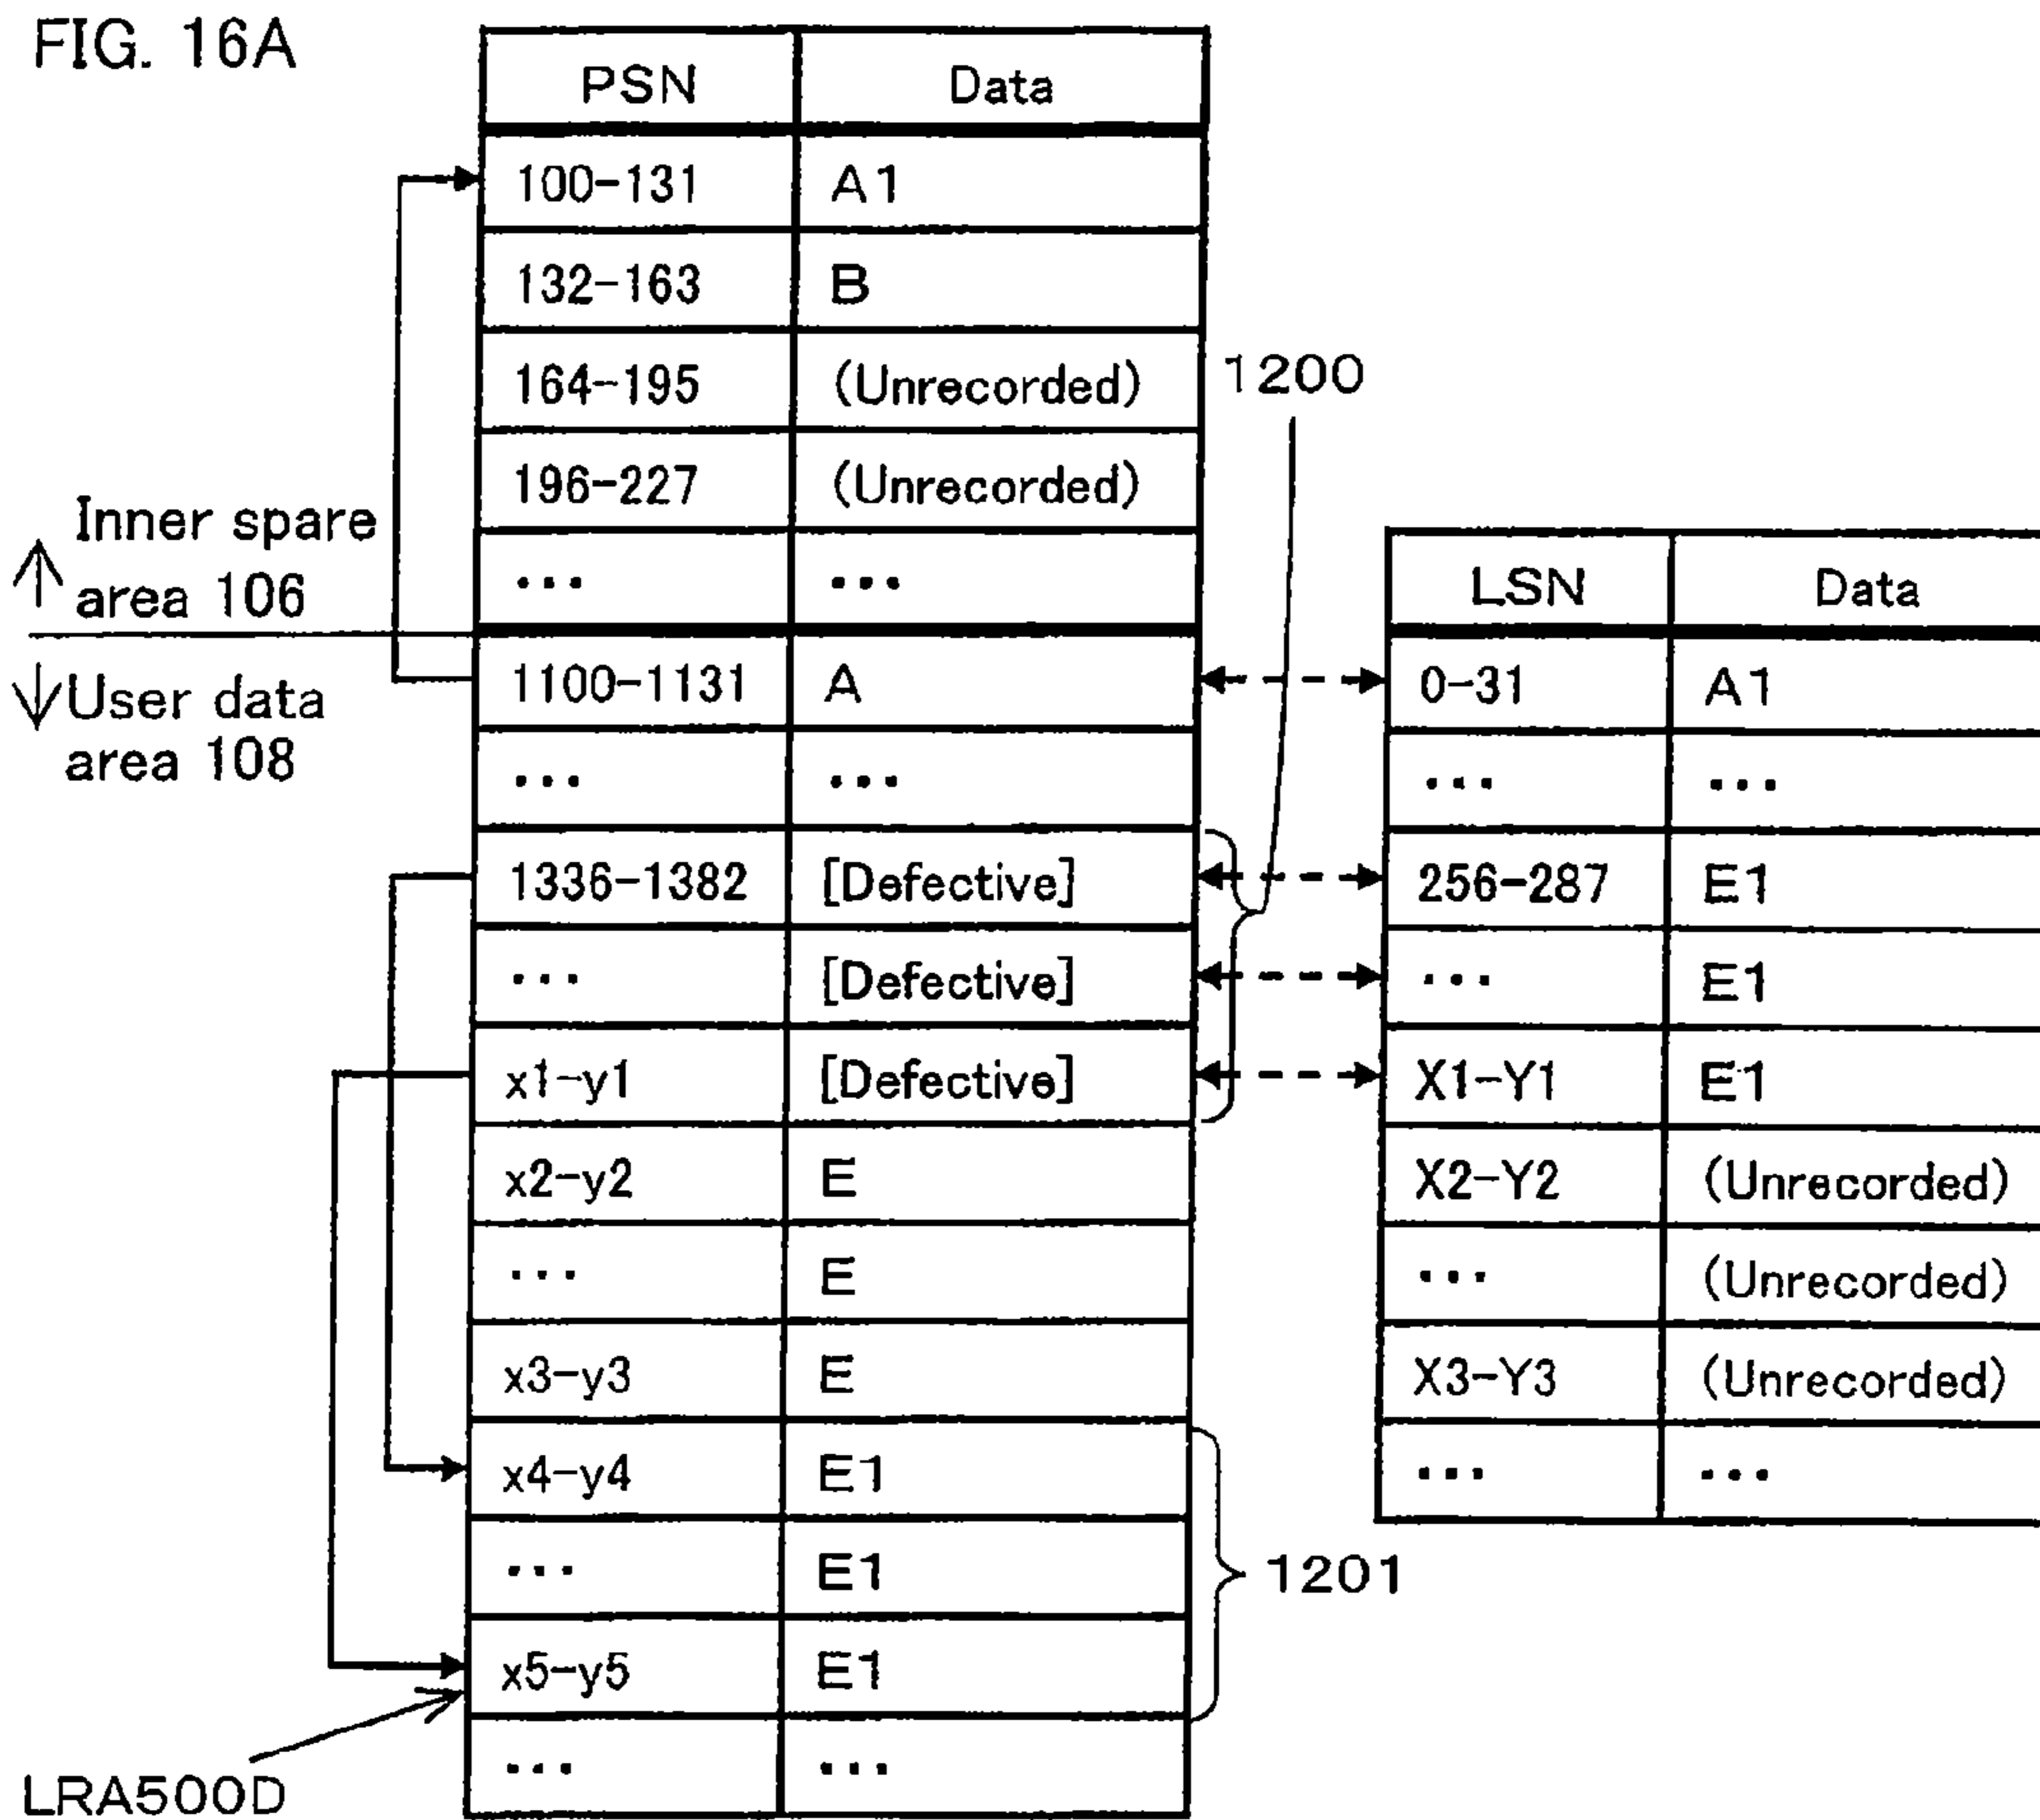 FIG. 16A
PSN Data
100-131 A1
132-163 B
164-195 (Unrecorded)
196-227 (Unrecorded)
... ...
1100-1131 A
... ...
1336-1382 [Defective]
... [Defective]
x1-y1 [Defective]
x2-y2 E
... E
x3-y3 E
x4-y4 E1
... E1
x5-y5 E1
... ...
Inner spare
area 106
User data
area 108
LRA500D
1200
1201
LSN Data
0-31 A1
... ...
256-287 E1
... E1
X1-Y1 E1
X2-Y2 (Unrecorded)
... (Unrecorded)
X3-Y3 (Unrecorded)
... ...